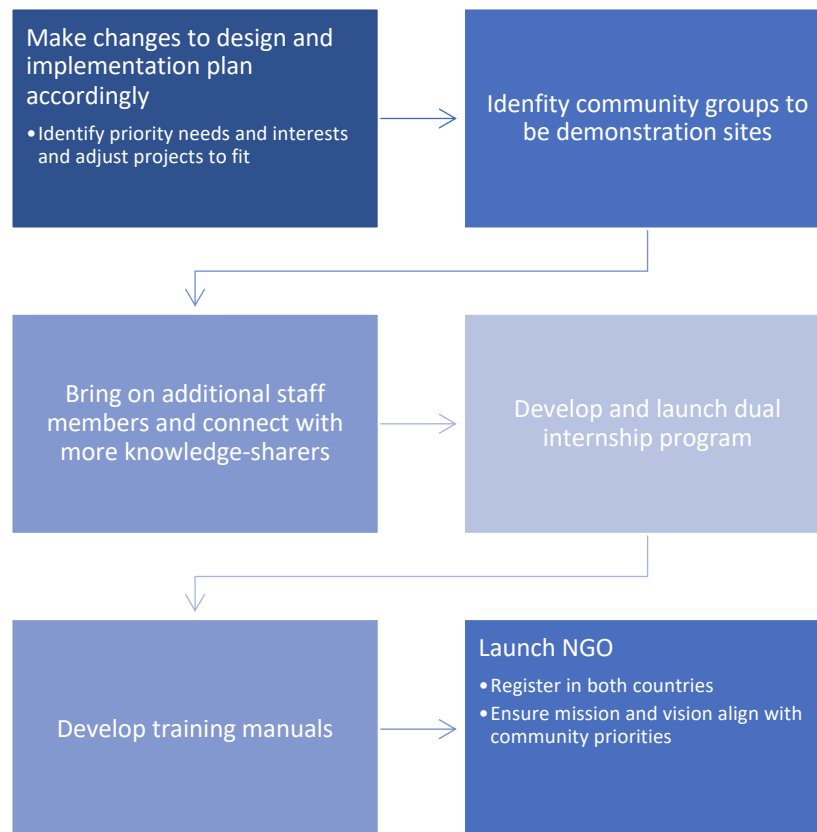 Make changes to design and
implementation plan
accordingly
•Identify priority needs and interests
and adjust projects to fit
Idenfity community groups to
be demonstration sites
Bring on additional staff
members and connect with
more knowledge-sharers
Develop and launch dual
internship program
Develop training manuals
Launch NGO
•Register in both countries
•Ensure mission and vision align with
community priorities